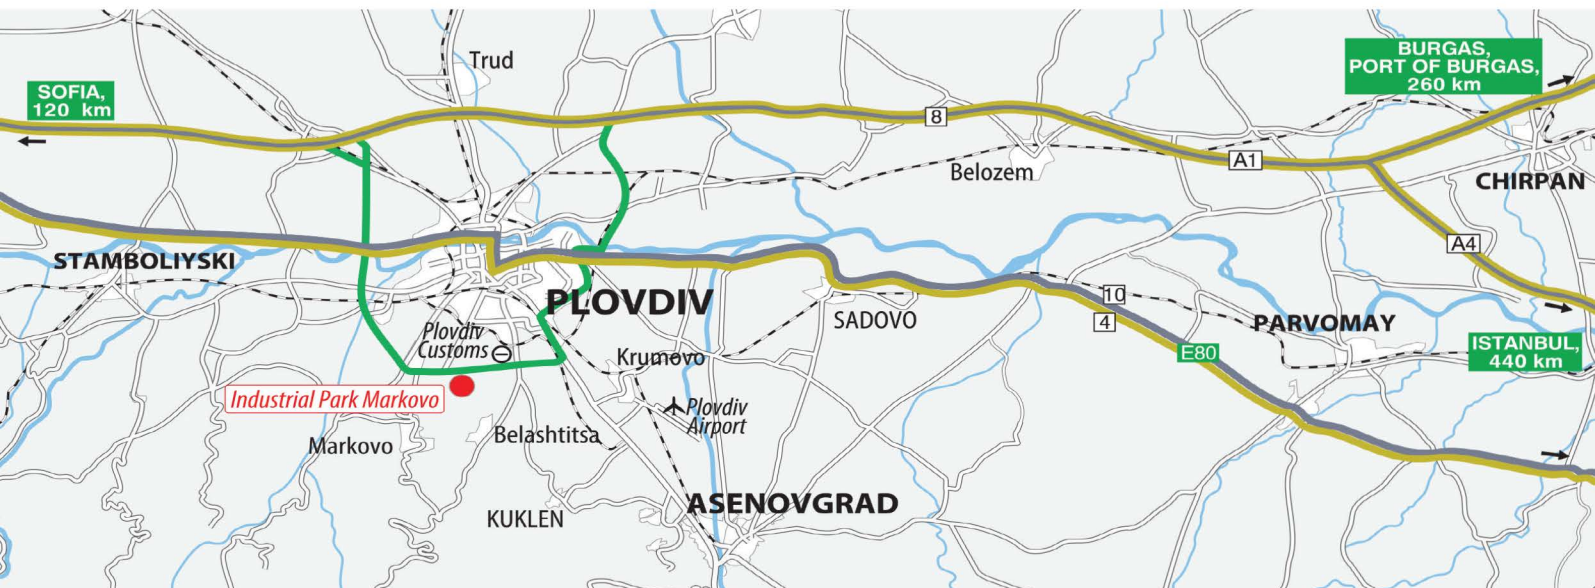 Trud
SOFIA,
120 km
BURGAS,
PORT OF BURGAS,
260 km
8
A1
Belozem
CHIRPAN
A4
STAMBOLIYSKI
PLOVDIV
10
4
SADOVO
PARVOMAY
Plovdiv
Customs
E80
ISTANBUL,
440 km
Krumovo
Industrial Park Markovo
Plovdiv
Airport
Markovo
Belashtitsa
ASENOVGRAD
KUKLEN